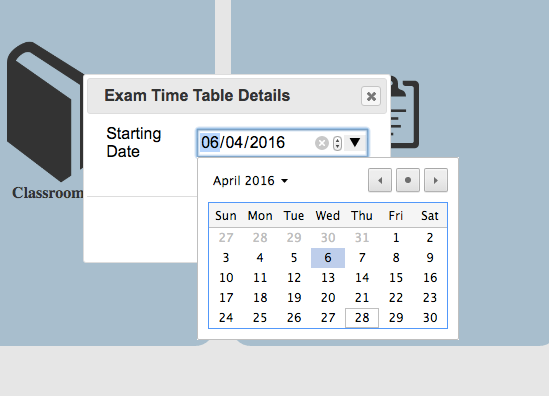 Exam Time Table Details
Starting
Date
06/04/2016
Classroom
April 2016
Sun Mon Tue Wed Thu Fri Sat
27 28 29 30 31 1 2
3 4 5 6 7 8 9
10 11 12 13 14 15 16
17 18 19 20 21 22 23
24 25 26 27 28 29 30